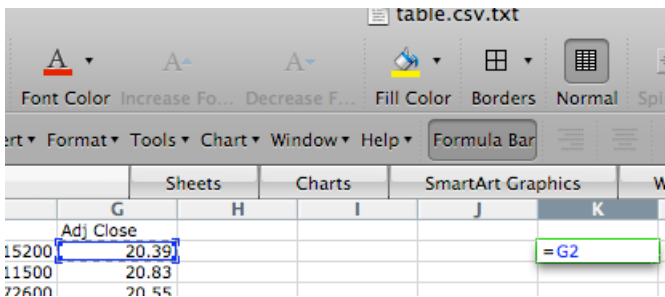 table.csv.txt
A A A
Font Color Increase Fo... Decrease F... Fill Color Borders Normal
Format Tools Chart Window Help Formula Bar
Sheets Charts SmartArt Graphics
G H I J K
Adj Close
15200 20.39 =G2
11500 20.83
72600 20.55